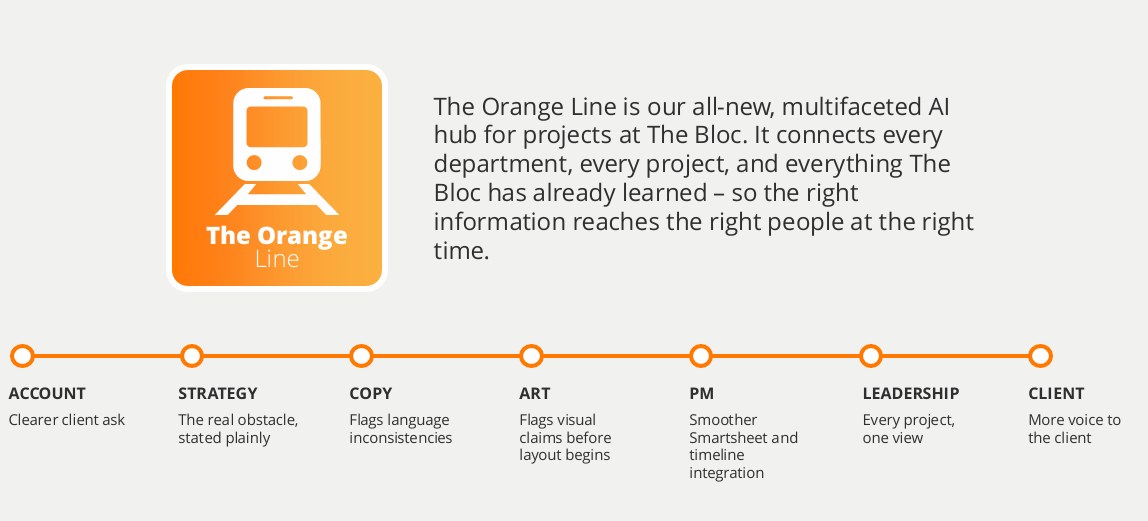 The Orange
Line
The Orange Line is our all-new, multifaceted AI
hub for projects at The Bloc. It connects every
department, every project, and everything The
Bloc has already learned – so the right
information reaches the right people at the right
time.
ACCOUNT
Clearer client ask
STRATEGY
The real obstacle,
stated plainly
COPY
Flags language
inconsistencies
ART
Flags visual
claims before
layout begins
PM
Smoother
Smartsheet and
timeline
integration
LEADERSHIP
Every project,
one view
CLIENT
More voice to
the client